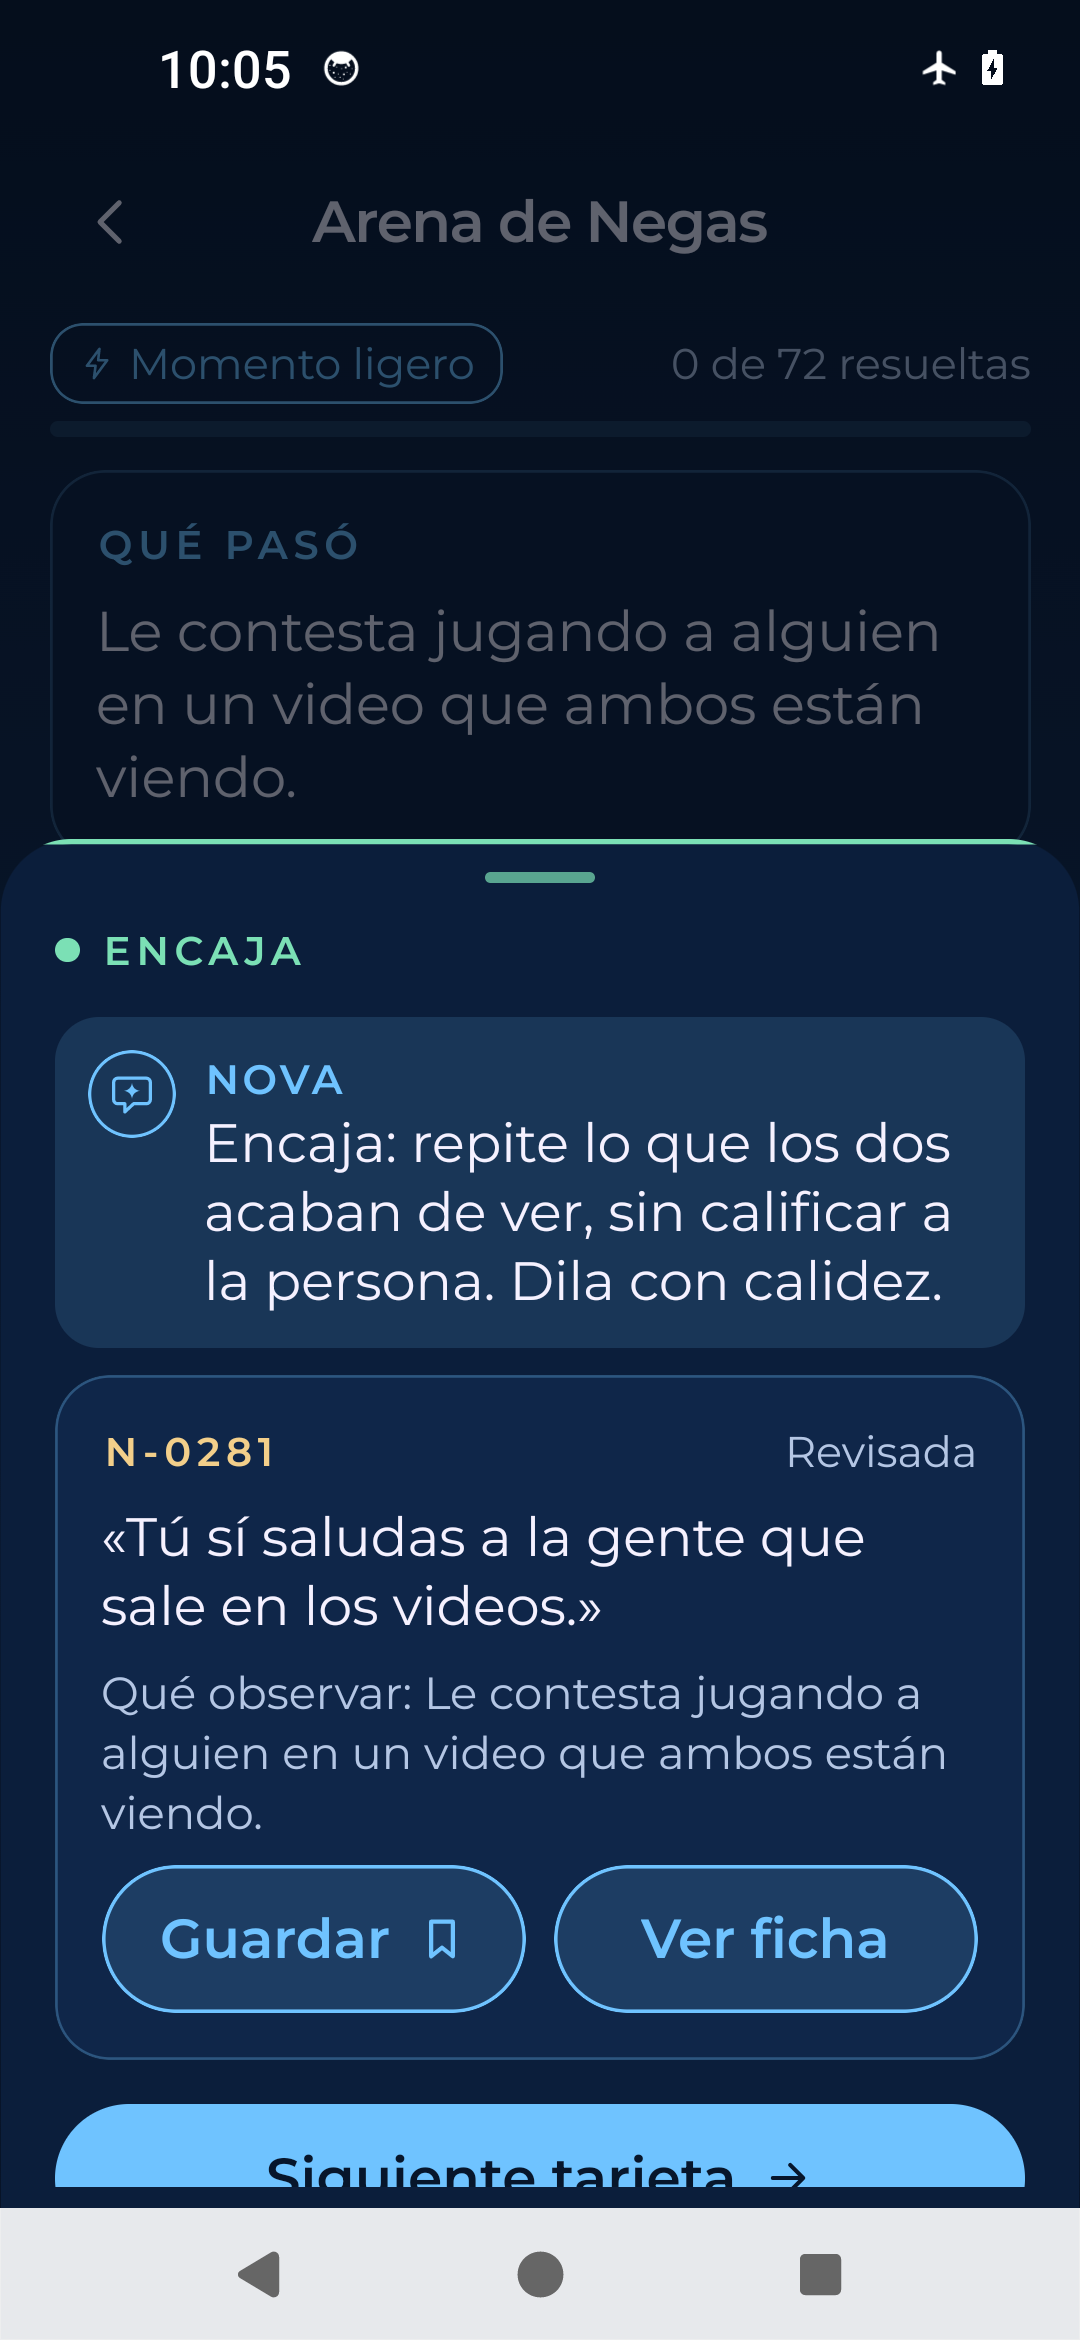 10:05
Arena de Negas
Momento ligero
0 de 72 resueltas
QUÉ PASÓ
Le contesta jugando a alguien
en un video que ambos están
viendo.
ENCAJA
NOVA
Encaja: repite lo que los dos
acaban de ver, sin calificar a
la persona. Dila con calidez.
N-0281
Revisada
«Tú sí saludas a la gente que
sale en los videos.»
Qué observar: Le contesta jugando a
alguien en un video que ambos están
viendo.
Guardar
Ver ficha
Siguiente tarjeta →